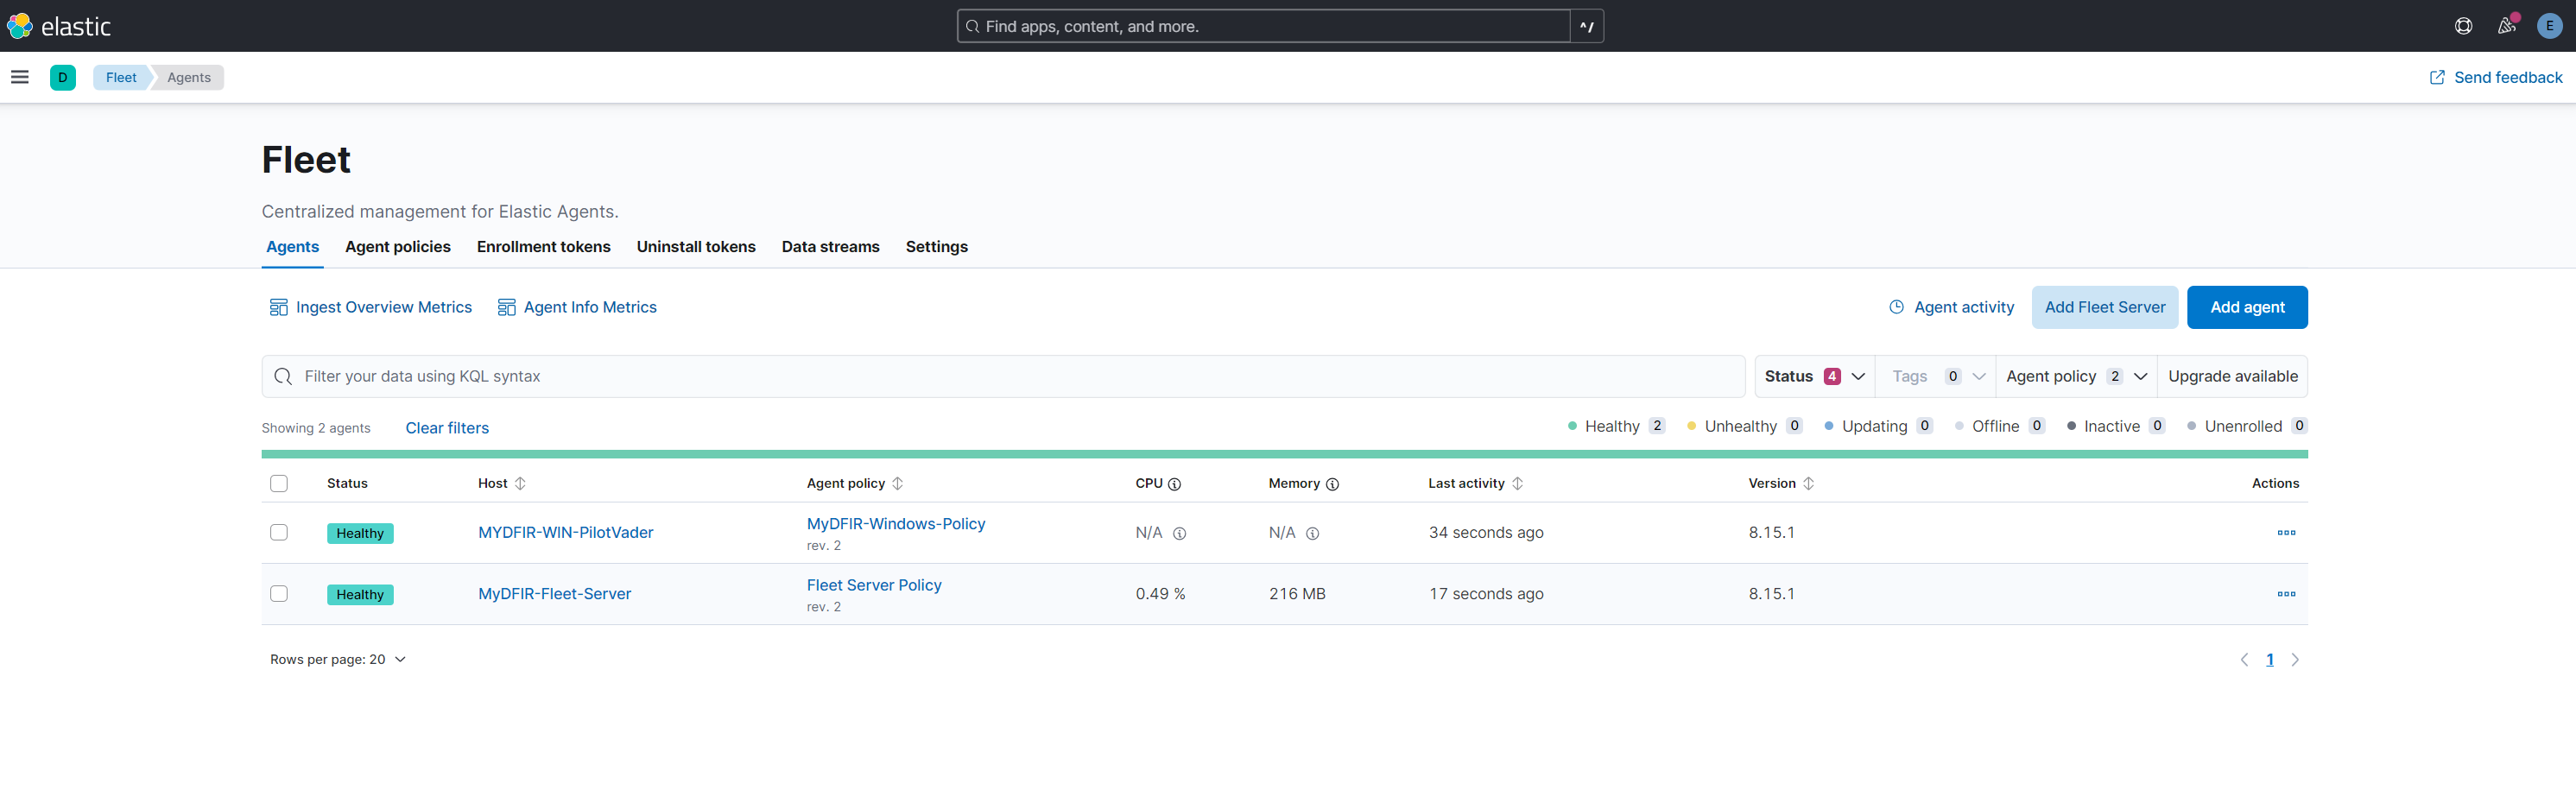 elastic
Find apps, content, and more.
^/
E
D
Fleet
Agents
Send feedback
Fleet
Centralized management for Elastic Agents.
Agents Agent policies Enrollment tokens Uninstall tokens Data streams Settings
Ingest Overview Metrics Agent Info Metrics Agent activity Add Fleet Server Add agent
Filter your data using KQL syntax Status 4 Tags 0 Agent policy 2 Upgrade available
Showing 2 agents Clear filters Healthy 2 Unhealthy 0 Updating 0 Offline 0 Inactive 0 Unenrolled 0
Status Host Agent policy CPU Memory Last activity Version Actions
Healthy MYDFIR-WIN-PilotVader MyDFIR-Windows-Policy N/A N/A 34 seconds ago 8.15.1
rev. 2
Healthy MyDFIR-Fleet-Server Fleet Server Policy 0.49 % 216 MB 17 seconds ago 8.15.1
rev. 2
Rows per page: 20 1